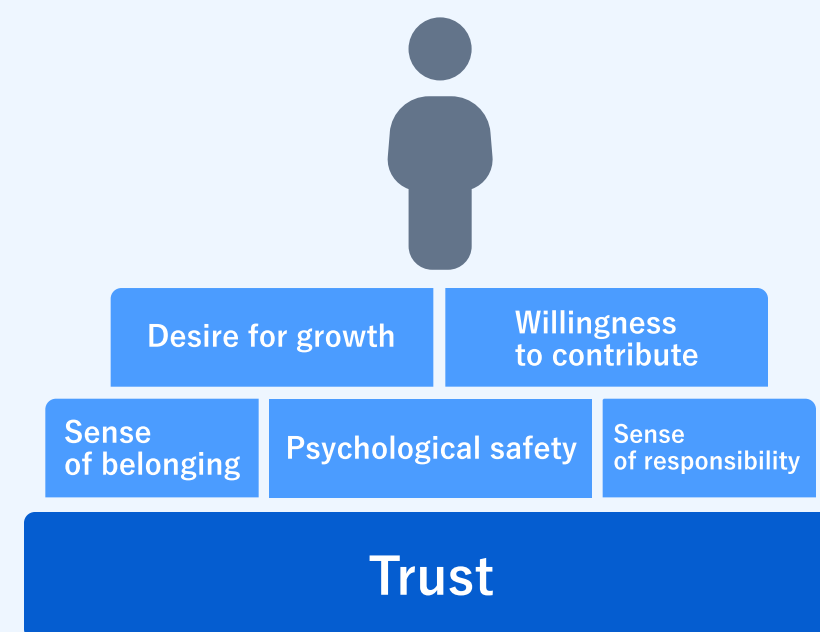 Desire for growth
Willingness
to contribute
Sense
of belonging
Psychological safety
Sense
of responsibility
Trust